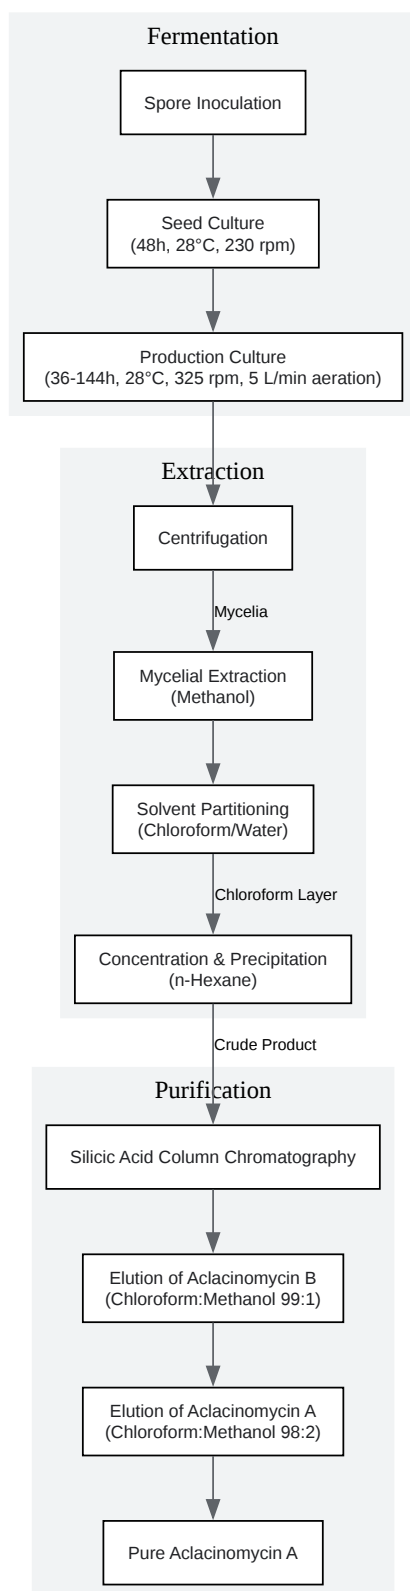 Fermentation
Spore Inoculation
Seed Culture
(48h, 28°C, 230 rpm)
Production Culture
(36-144h, 28°C, 325 rpm, 5 L/min aeration)
Extraction
Centrifugation
Mycelia
Mycelial Extraction
(Methanol)
Solvent Partitioning
(Chloroform/Water)
Chloroform Layer
Concentration & Precipitation
(n-Hexane)
Crude Product
Purification
Silicic Acid Column Chromatography
Elution of Aclacinomycin B
(Chloroform:Methanol 99:1)
Elution of Aclacinomycin A
(Chloroform:Methanol 98:2)
Pure Aclacinomycin A